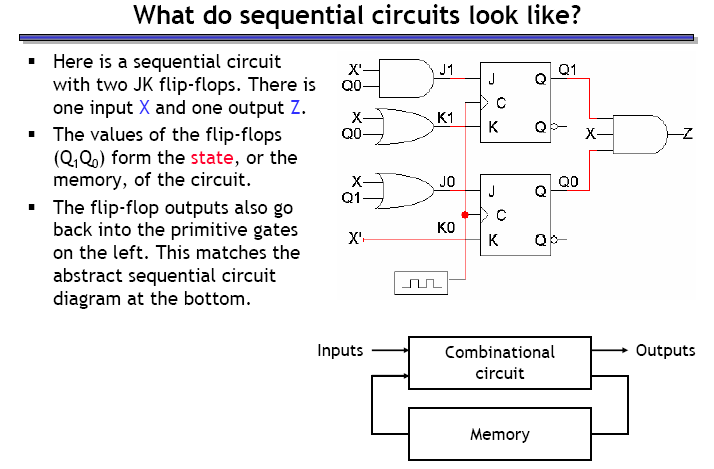 What do sequential circuits look like?
▪ Here is a sequential circuit
with two JK flip-flops. There is
one input X and one output Z.
▪ The values of the flip-flops
(Q₁Q₀) form the state, or the
memory, of the circuit.
▪ The flip-flop outputs also go
back into the primitive gates
on the left. This matches the
abstract sequential circuit
diagram at the bottom.
X'
Q0
J1
J
Q
Q1
C
X
Q0
K1
K
Q
X
Z
X
Q1
J0
J
Q
Q0
C
K0
X'
K
Q
Inputs
Combinational
circuit
Outputs
Memory